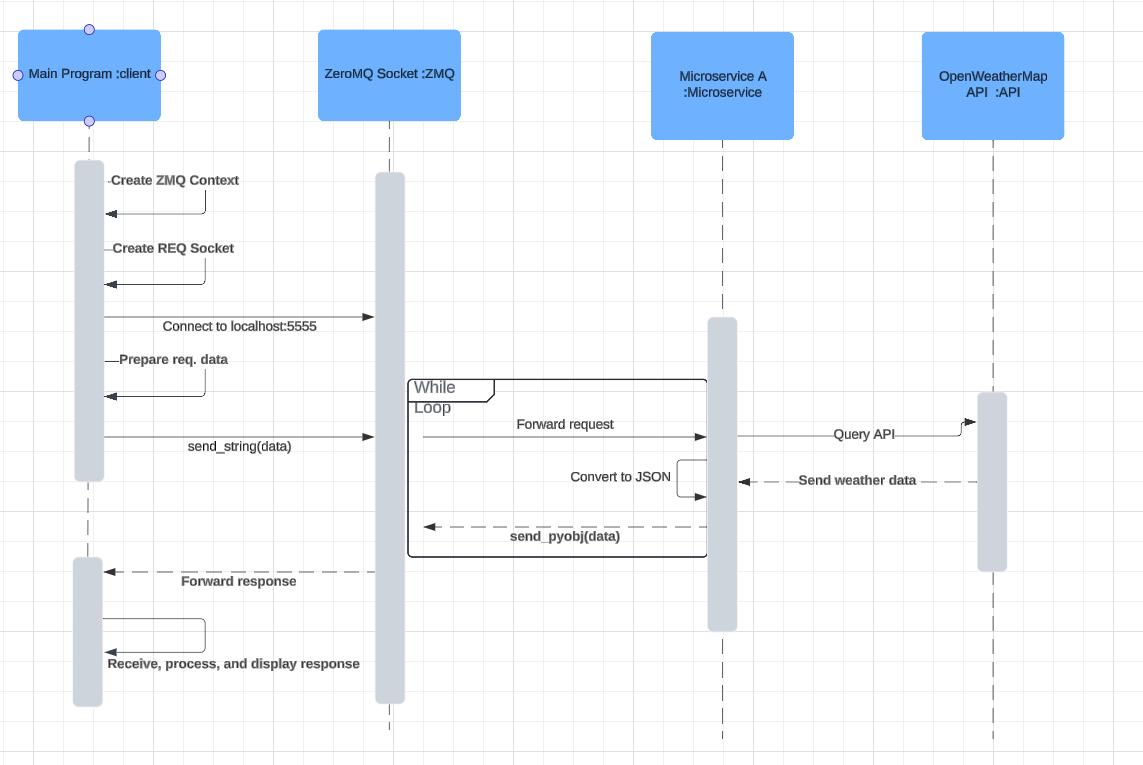 Main Program :client
ZeroMQ Socket :ZMQ
Microservice A
:Microservice
OpenWeatherMap
API :API
Create ZMQ Context
Create REQ Socket
Connect to localhost:5555
Prepare req. data
While
Loop
Forward request
send_string(data)
Query API
Convert to JSON
Send weather data
send_pyobj(data)
Forward response
Receive, process, and display response